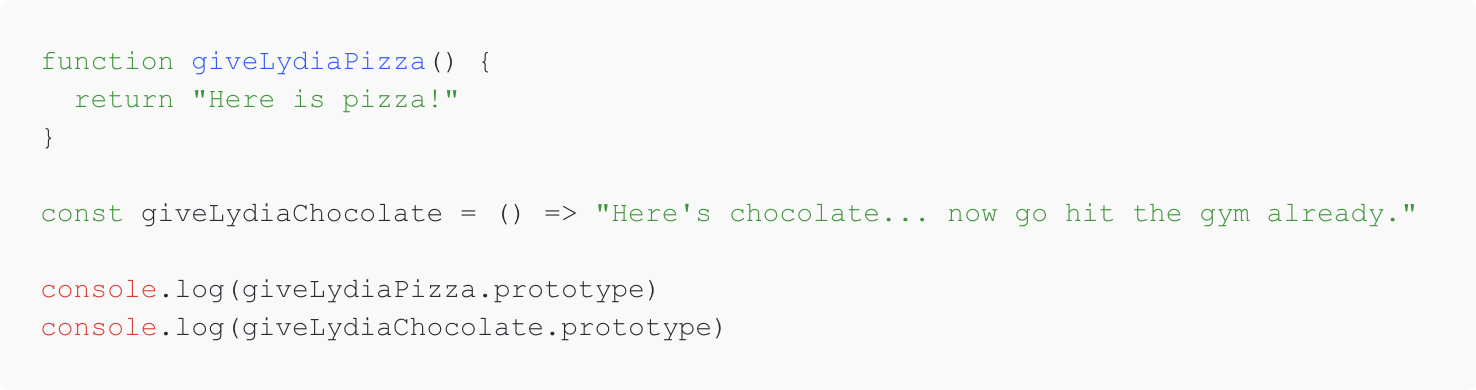 function giveLydiaPizza() {
  return "Here is pizza!"
}

const giveLydiaChocolate = () => "Here's chocolate... now go hit the gym already."

console.log(giveLydiaPizza.prototype)
console.log(giveLydiaChocolate.prototype)